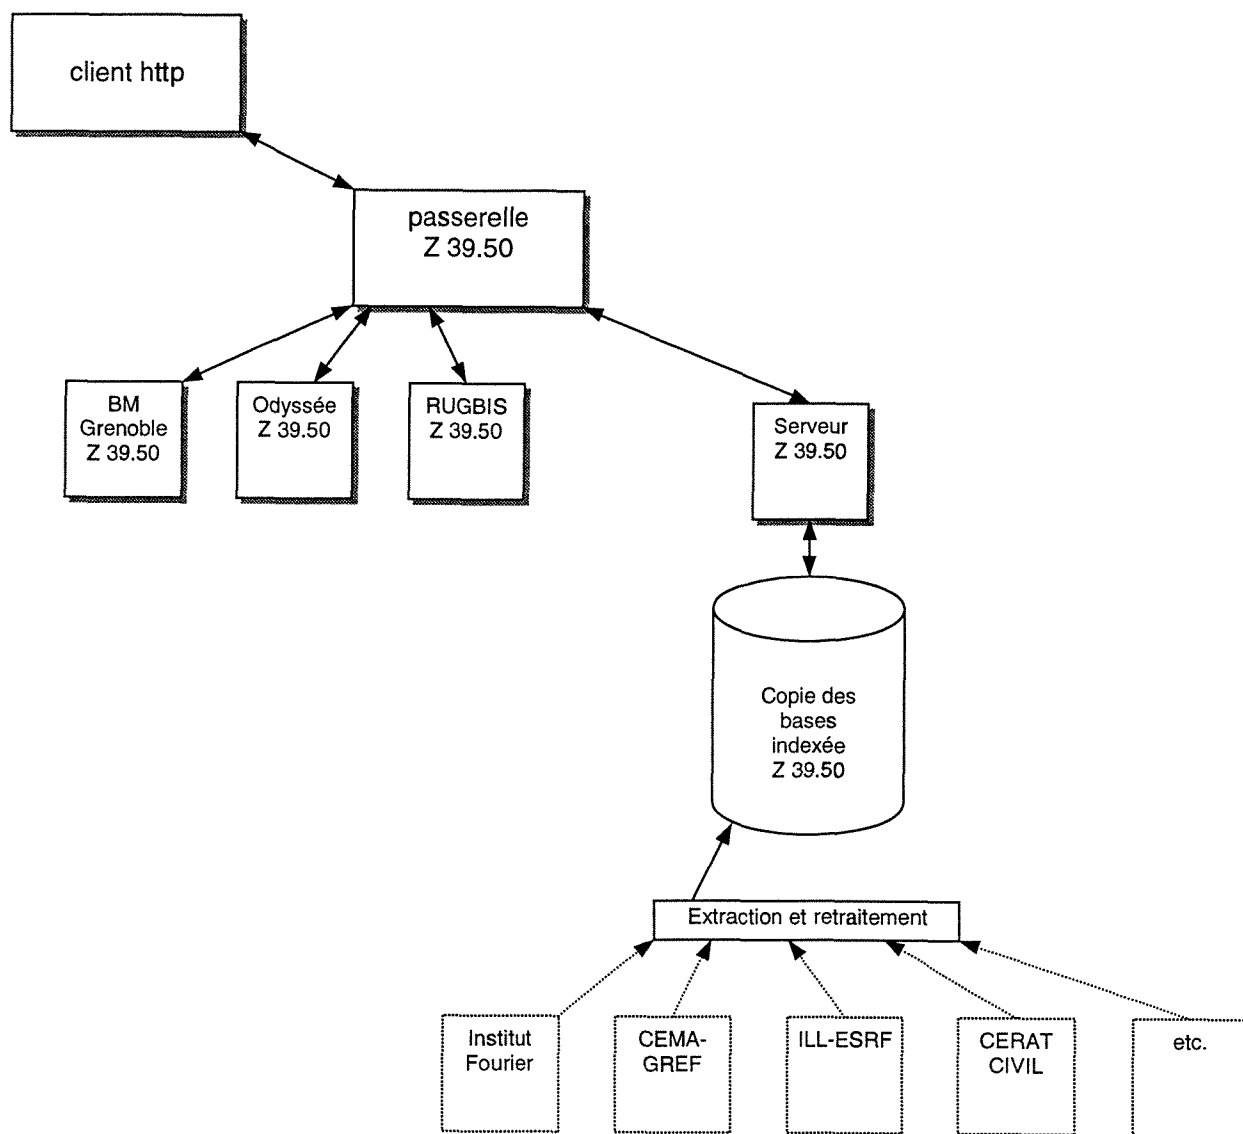 client http
passerelle
Z 39.50
BM
Grenoble
Z 39.50
Odyssée
Z 39.50
RUGBIS
Z 39.50
Serveur
Z 39.50
Copie des
bases
indexée
Z 39.50
Extraction et retraitement
Institut
Fourier
CEMA-
GREF
ILL-ESRF
CERAT
CIVIL
etc.